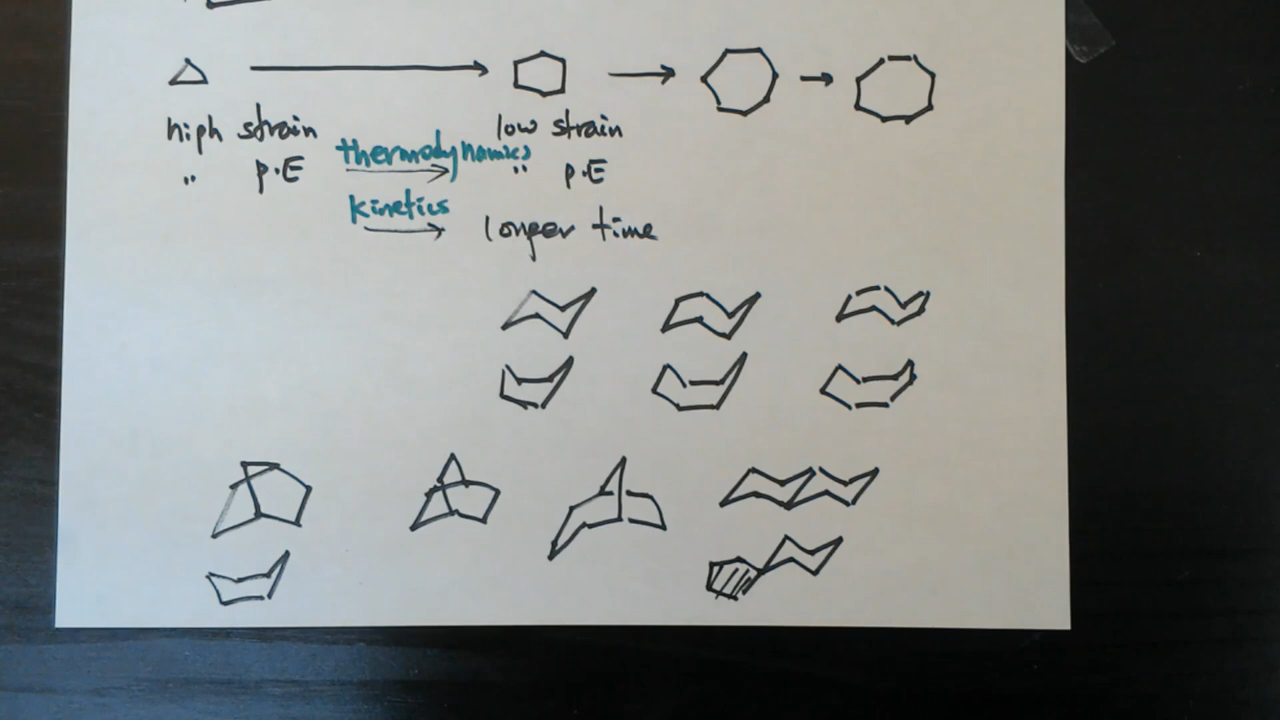 high strain low strain
thermodynamics
" p.E " p.E
kinetics
longer time